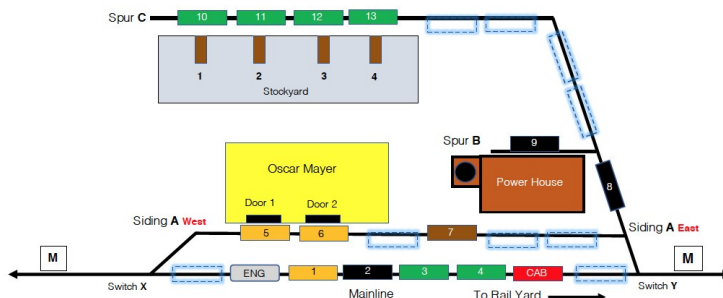 10 11 12 13
Spur C
1 2 3 4
Stockyard
Spur B
9
Oscar Mayer
Power House
Door 1 Door 2
8
Siding A West
5 6 7
Siding A East
M
M
ENG 1 2 3 4 CAB
Switch X
Switch Y
Mainline
To Rail Yard